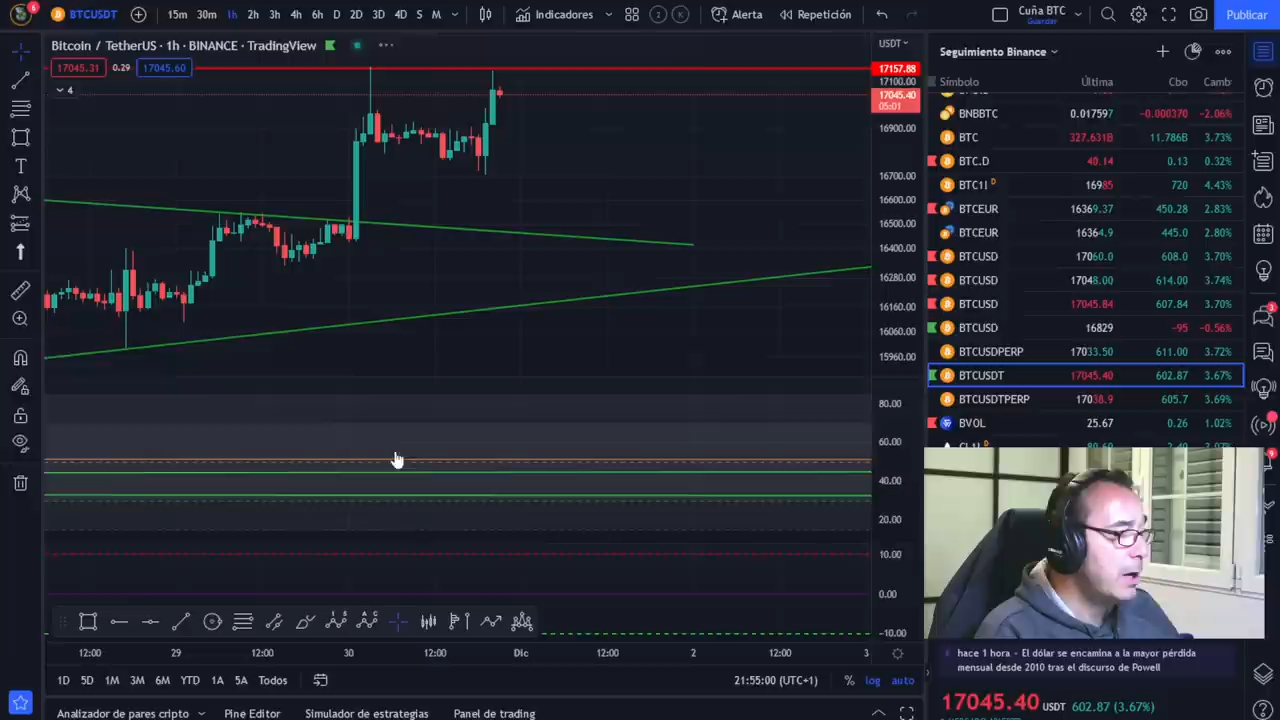 6
BTCUSDT
15m 30m 1h 2h 3h 4h 6h D 2D 3D 4D S M
Indicadores
Alerta
Repetición
Cuña BTC
Guardar
Publicar
Bitcoin / TetherUS · 1h · BINANCE · TradingView
USDT
17045.31 0.29 17045.60
4
17157.88
17100.00
17045.40
05:01
16900.00
16700.00
16600.00
16500.00
16400.00
16280.00
16160.00
16060.00
15960.00
80.00
60.00
40.00
20.00
10.00
0.00
-10.00
12:00 29 12:00 30 12:00 Dic 12:00 2 12:00 3
1D 5D 1M 3M 6M YTD 1A 5A Todos
21:55:00 (UTC+1)
% log auto
Analizador de pares cripto
Pine Editor
Simulador de estrategias
Panel de trading
Seguimiento Binance
Símbolo Última Cbo Camb
BNBBTC 0.017597 -0.000370 -2.06%
BTC 327.631B 11.786B 3.73%
BTC.D 40.14 0.13 0.32%
BTC1! D 16985 720 4.43%
BTCEUR 16369.37 450.28 2.83%
BTCEUR 16364.9 445.0 2.80%
BTCUSD 17060.0 608.0 3.70%
BTCUSD 17048.00 614.00 3.74%
BTCUSD 17045.84 607.84 3.70%
BTCUSD 16829 -95 -0.56%
BTCUSDPERP 17033.50 611.00 3.72%
BTCUSDT 17045.40 602.87 3.67%
BTCUSDTPERP 17038.9 605.7 3.69%
BVOL 25.67 0.26 1.02%
3
9
hace 1 hora - El dólar se encamina a la mayor pérdida
mensual desde 2010 tras el discurso de Powell
17045.40 USDT 602.87 (3.67%)